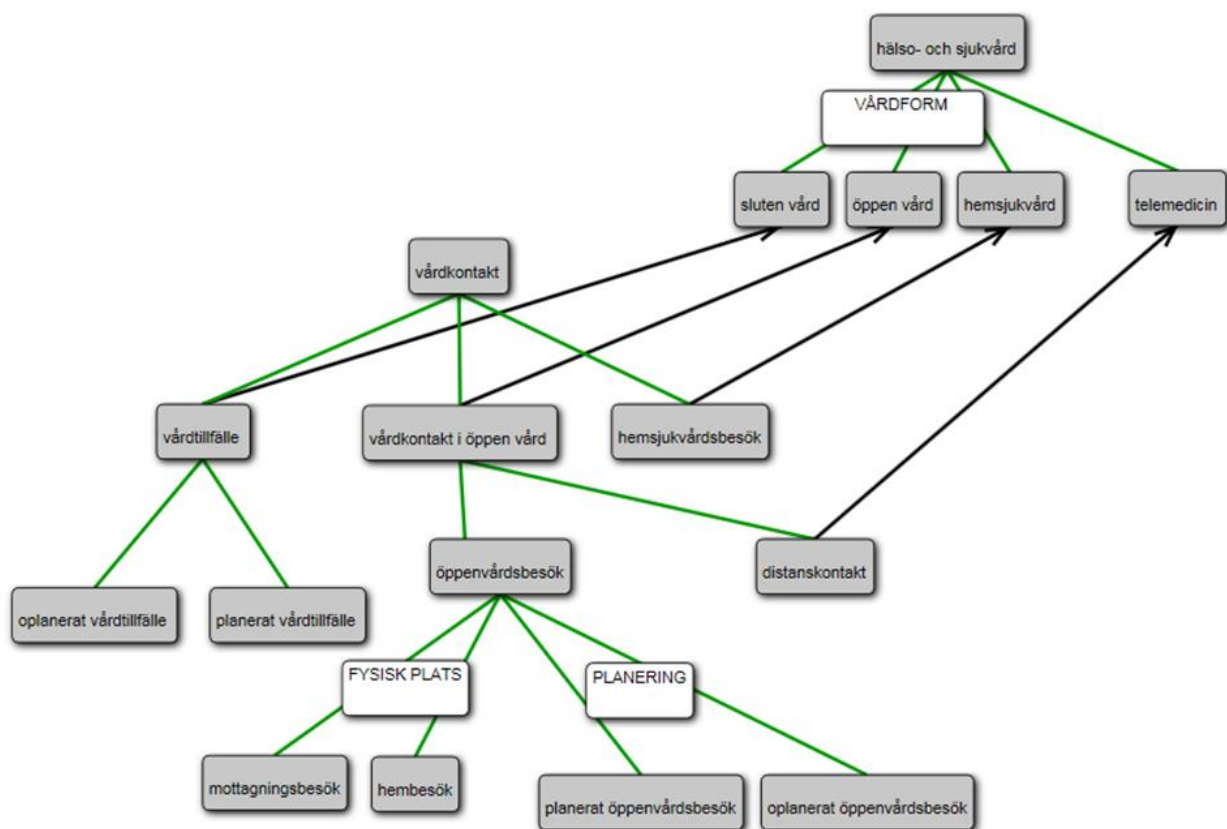 hälso- och sjukvård
VÅRDFORM
sluten vård
öppen vård
hemsjukvård
telemedicin
vårdkontakt
vårdtillfälle
vårdkontakt i öppen vård
hemsjukvårdsbesök
öppenvårdsbesök
distanskontakt
oplanerat vårdtillfälle
planerat vårdtillfälle
FYSISK PLATS
PLANERING
mottagningsbesök
hembesök
planerat öppenvårdsbesök
oplanerat öppenvårdsbesök